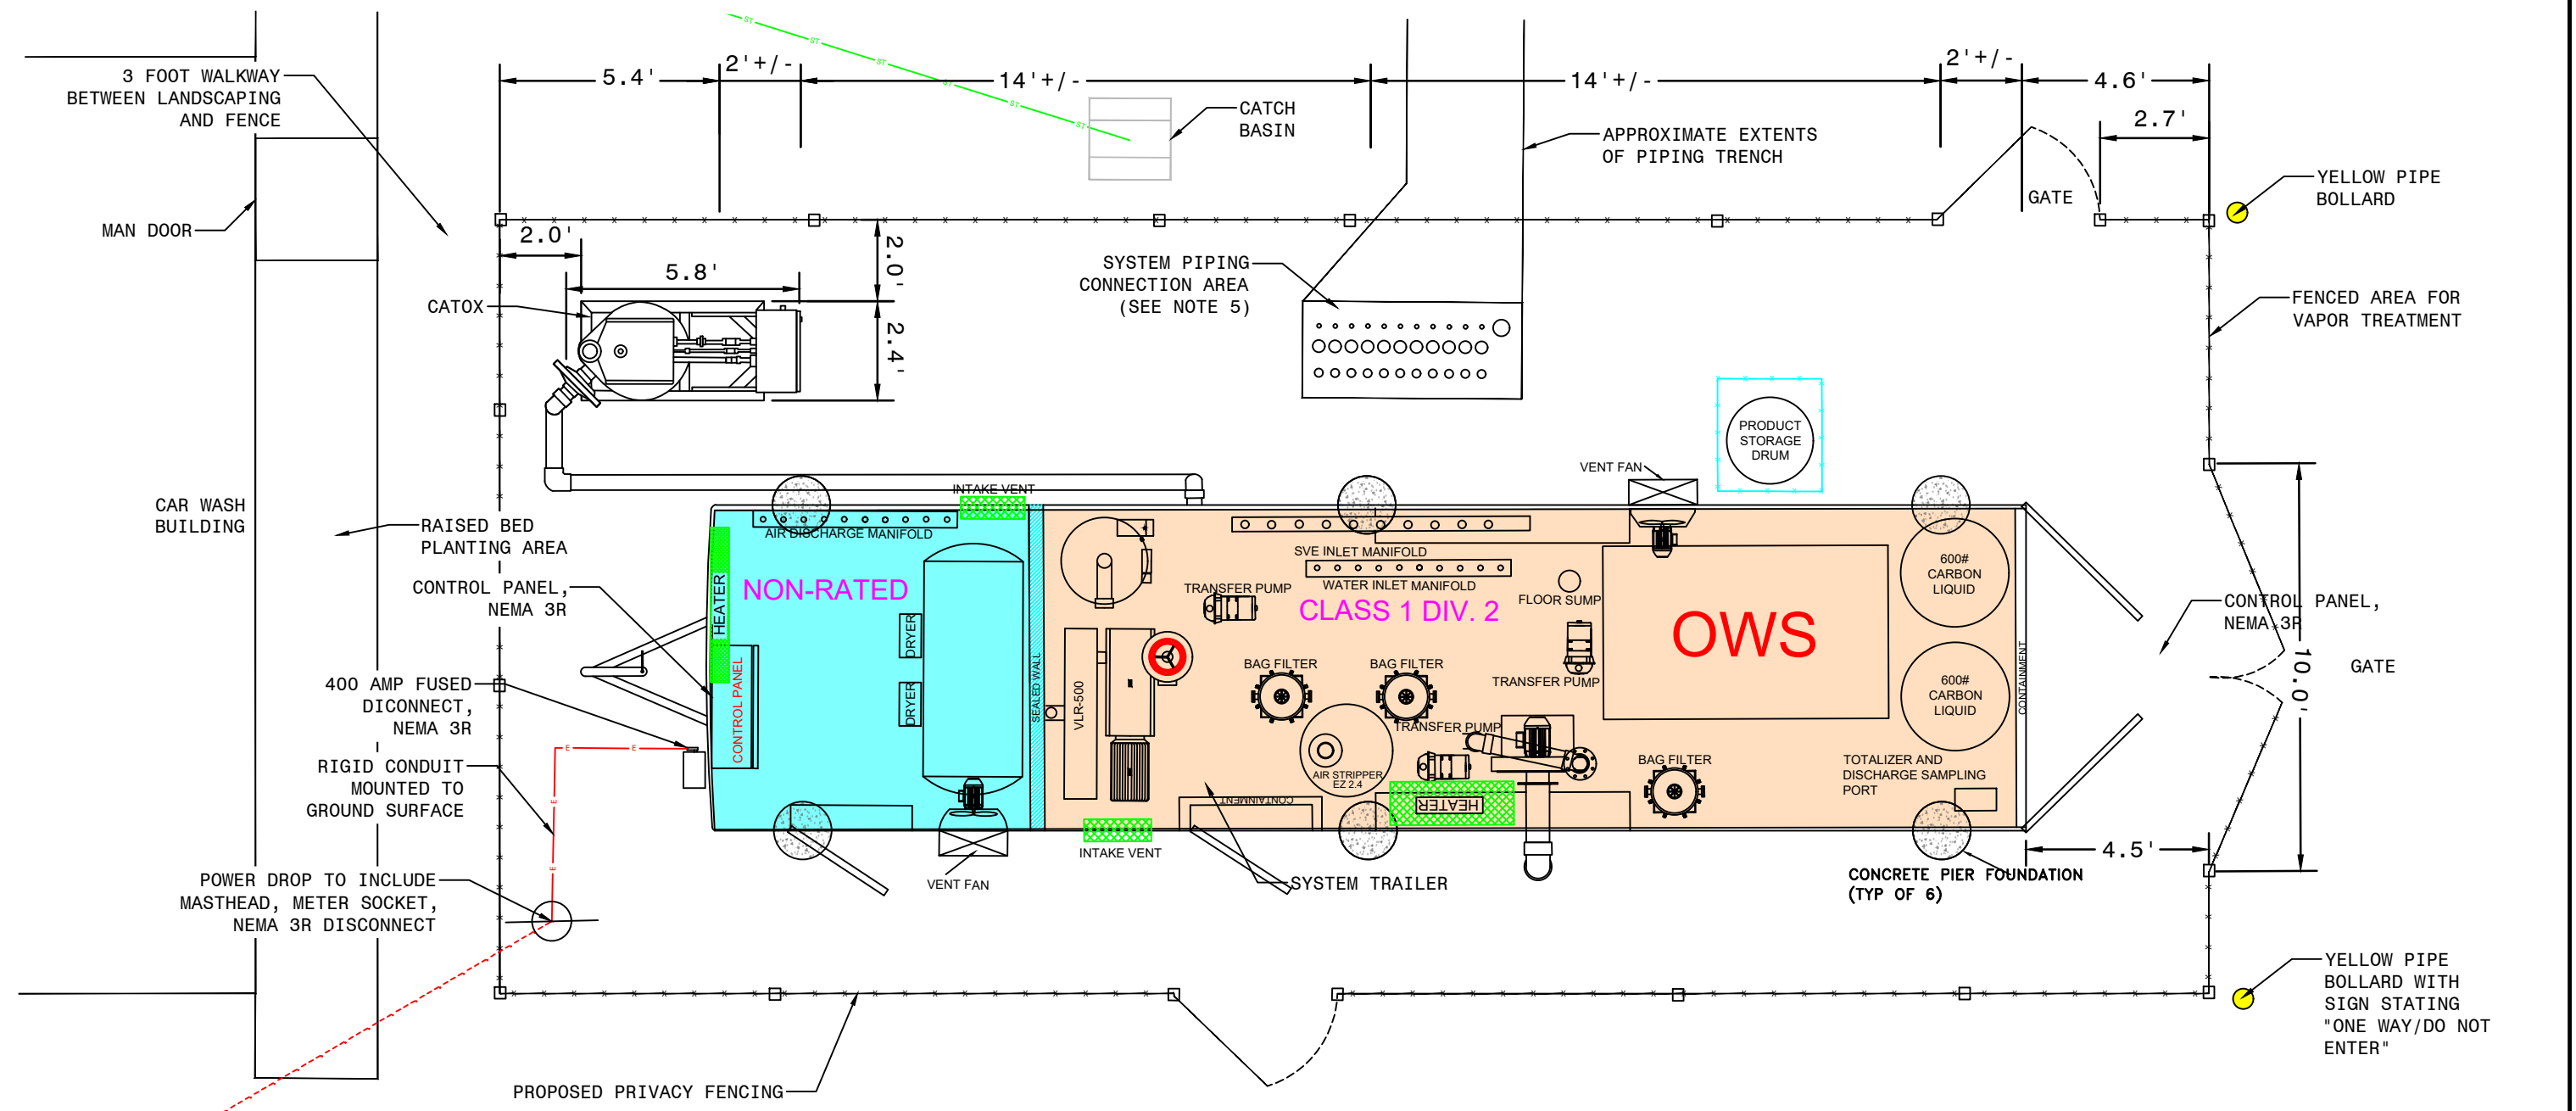 ST
ST
ST
ST
ST
ST
5.4'
2'+/-
14'+/-
14'+/-
2'+/-
4.6'
2.7'
3 FOOT WALKWAY
BETWEEN LANDSCAPING
AND FENCE
CATCH
BASIN
APPROXIMATE EXTENTS
OF PIPING TRENCH
GATE
YELLOW PIPE
BOLLARD
MAN DOOR
2.0'
5.8'
2.0'
2.4'
CATOX
SYSTEM PIPING
CONNECTION AREA
(SEE NOTE 5)
FENCED AREA FOR
VAPOR TREATMENT
PRODUCT
STORAGE
DRUM
VENT FAN
INTAKE VENT
CAR WASH
BUILDING
RAISED BED
PLANTING AREA
AIR DISCHARGE MANIFOLD
SVE INLET MANIFOLD
WATER INLET MANIFOLD
TRANSFER PUMP
FLOOR SUMP
600#
CARBON
LIQUID
HEATER
NON-RATED
CLASS 1 DIV. 2
OWS
CONTROL PANEL,
NEMA 3R
CONTROL PANEL,
NEMA 3R
DRYER
DRYER
SEALED WALL
VLR-500
BAG FILTER
BAG FILTER
TRANSFER PUMP
600#
CARBON
LIQUID
CONTAINMENT
10.0'
GATE
400 AMP FUSED
DICONNECT,
NEMA 3R
CONTROL PANEL
TRANSFER PUMP
E
E
RIGID CONDUIT
MOUNTED TO
GROUND SURFACE
E
E
AIR STRIPPER
EZ 2.4
CONTAINMENT
HEATER
BAG FILTER
TOTALIZER AND
DISCHARGE SAMPLING
PORT
INTAKE VENT
4.5'
VENT FAN
SYSTEM TRAILER
CONCRETE PIER FOUNDATION
(TYP OF 6)
POWER DROP TO INCLUDE
MASTHEAD, METER SOCKET,
NEMA 3R DISCONNECT
YELLOW PIPE
BOLLARD WITH
SIGN STATING
"ONE WAY/DO NOT
ENTER"
PROPOSED PRIVACY FENCING